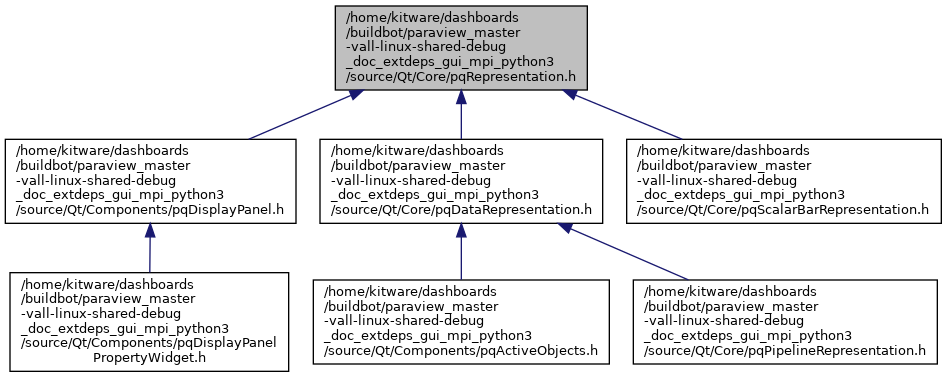 /home/kitware/dashboards
/buildbot/paraview_master
-vall-linux-shared-debug
_doc_extdeps_gui_mpi_python3
/source/Qt/Core/pqRepresentation.h
/home/kitware/dashboards
/buildbot/paraview_master
-vall-linux-shared-debug
_doc_extdeps_gui_mpi_python3
/source/Qt/Components/pqDisplayPanel.h
/home/kitware/dashboards
/buildbot/paraview_master
-vall-linux-shared-debug
_doc_extdeps_gui_mpi_python3
/source/Qt/Core/pqDataRepresentation.h
/home/kitware/dashboards
/buildbot/paraview_master
-vall-linux-shared-debug
_doc_extdeps_gui_mpi_python3
/source/Qt/Core/pqScalarBarRepresentation.h
/home/kitware/dashboards
/buildbot/paraview_master
-vall-linux-shared-debug
_doc_extdeps_gui_mpi_python3
/source/Qt/Components/pqDisplayPanel
PropertyWidget.h
/home/kitware/dashboards
/buildbot/paraview_master
-vall-linux-shared-debug
_doc_extdeps_gui_mpi_python3
/source/Qt/Components/pqActiveObjects.h
/home/kitware/dashboards
/buildbot/paraview_master
-vall-linux-shared-debug
_doc_extdeps_gui_mpi_python3
/source/Qt/Core/pqPipelineRepresentation.h